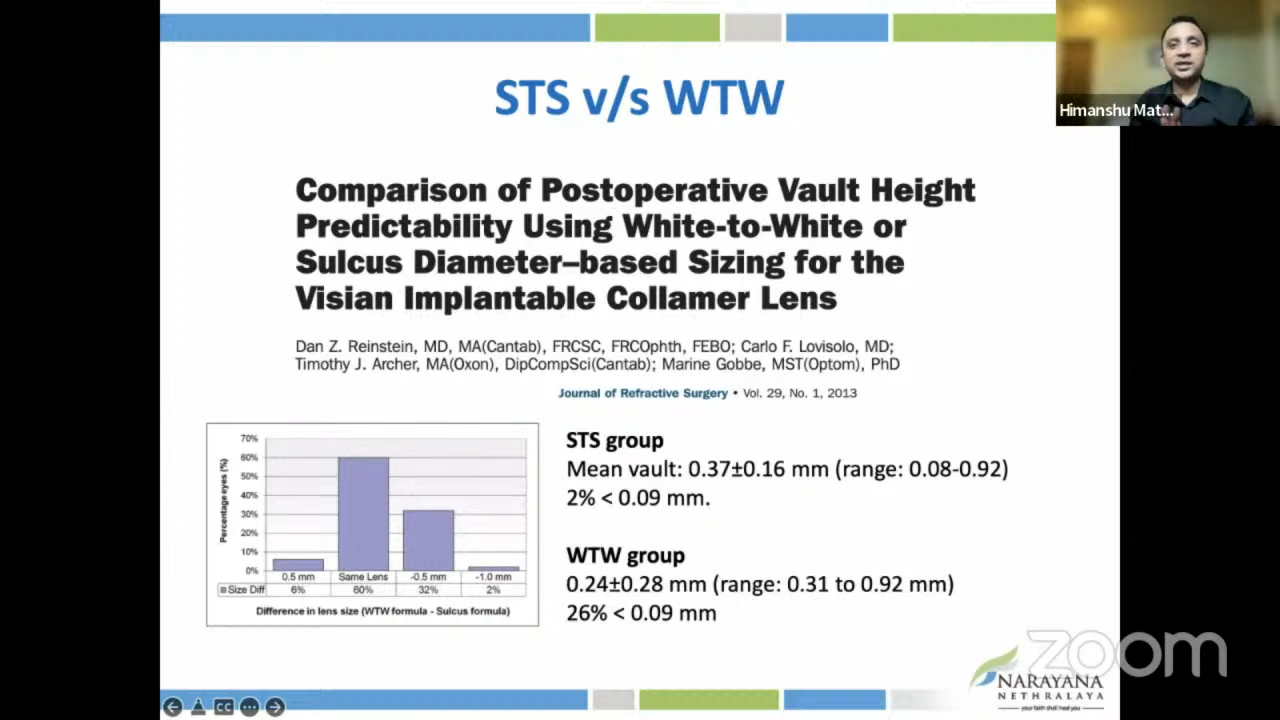 STS v/s WTW
Himanshu Mat...
Comparison of Postoperative Vault Height
Predictability Using White-to-White or
Sulcus Diameter–based Sizing for the
Visian Implantable Collamer Lens
Dan Z. Reinstein, MD, MA(Cantab), FRCSC, FRCOphth, FEBO; Carlo F. Lovisolo, MD;
Timothy J. Archer, MA(Oxon), DipCompSci(Cantab); Marine Gobbe, MST(Optom), PhD
Journal of Refractive Surgery • Vol. 29, No. 1, 2013
70%
60%
50%
40%
30%
20%
10%
0%
Percentage eyes (%)
0.5 mm Same Lens -0.5 mm -1.0 mm
Size Diff 6% 60% 32% 2%
Difference in lens size (WTW formula - Sulcus formula)
STS group
Mean vault: 0.37±0.16 mm (range: 0.08-0.92)
2% < 0.09 mm.
WTW group
0.24±0.28 mm (range: 0.31 to 0.92 mm)
26% < 0.09 mm
zoom
NARAYANA
NETHRALAYA
your faith shall heal you
CC